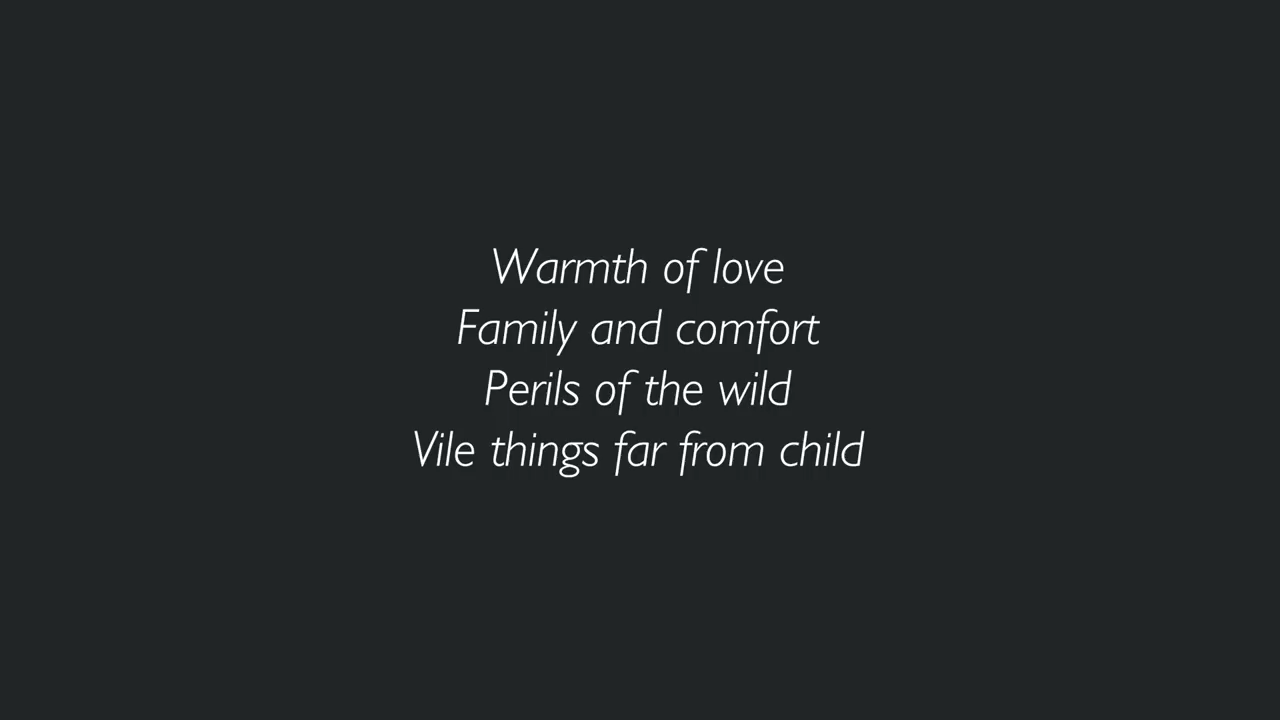 Warmth of love
Family and comfort
Perils of the wild
Vile things far from child